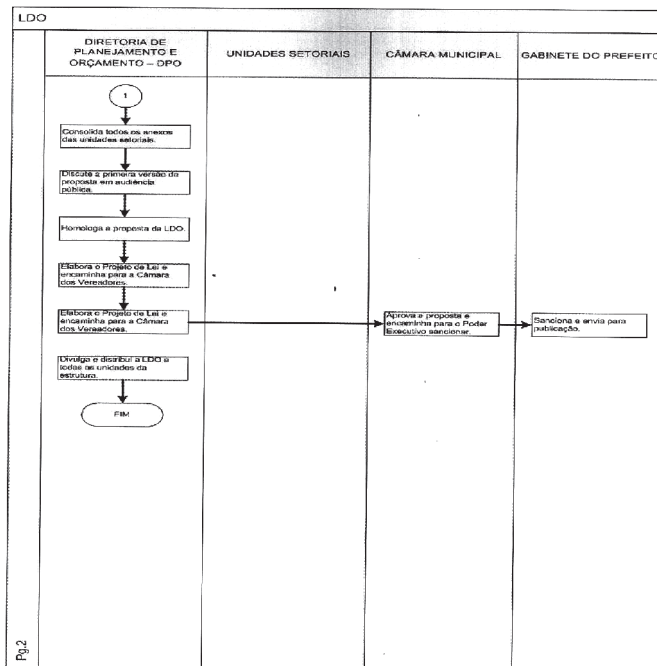 LDO
DIRETORIA DE
PLANEJAMENTO E
ORÇAMENTO – DPO
UNIDADES SETORIAIS
CÂMARA MUNICIPAL
GABINETE DO PREFEITO
1
Consolida todos os anexos
das unidades setoriais.
Discute a primeira versão da
proposta em audiência
pública.
Homologa a proposta da LDO.
Elabora o Projeto de Lei e
encaminha para a Câmara
dos Vereadores.
Elabora o Projeto de Lei e
encaminha para a Câmara
dos Vereadores.
Aprova a proposta e
encaminha para o Poder
Executivo sancionar.
Sanciona e envia para
publicação.
Divulga e distribui a LDO a
todas as unidades da
estrutura.
FIM
Pg.2